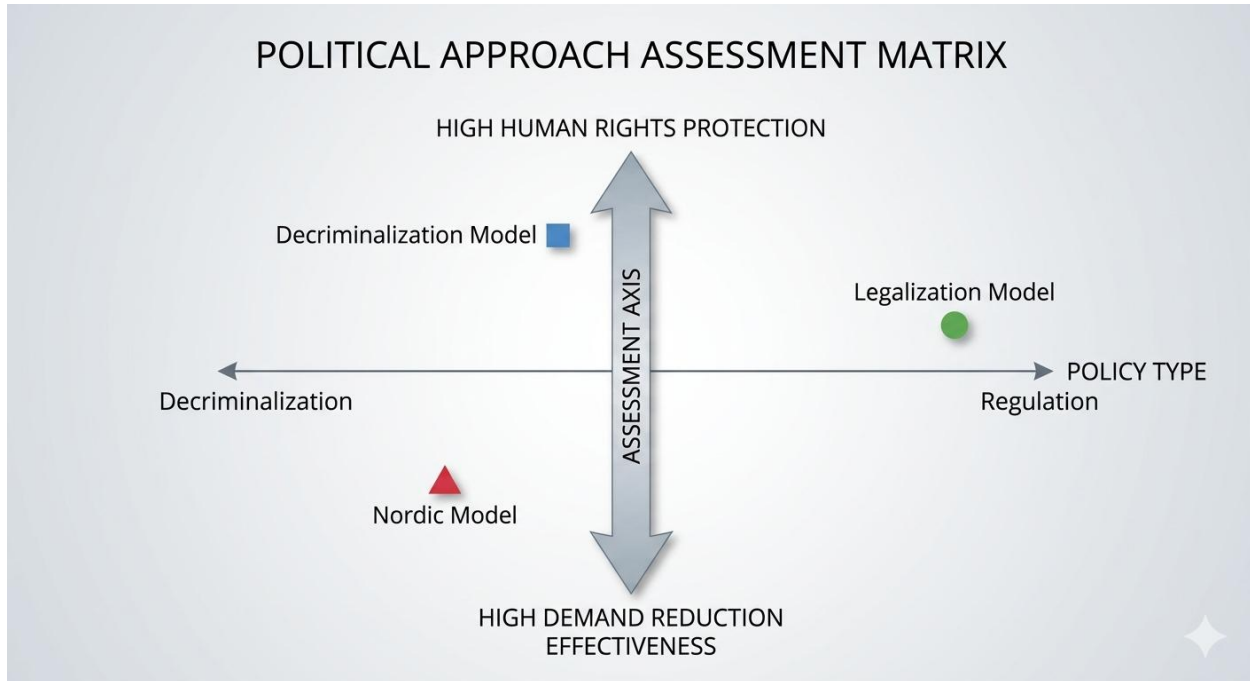 POLITICAL APPROACH ASSESSMENT MATRIX
HIGH HUMAN RIGHTS PROTECTION
Decriminalization Model
Legalization Model
ASSESSMENT AXIS
POLICY TYPE
Decriminalization
Regulation
Nordic Model
HIGH DEMAND REDUCTION
EFFECTIVENESS